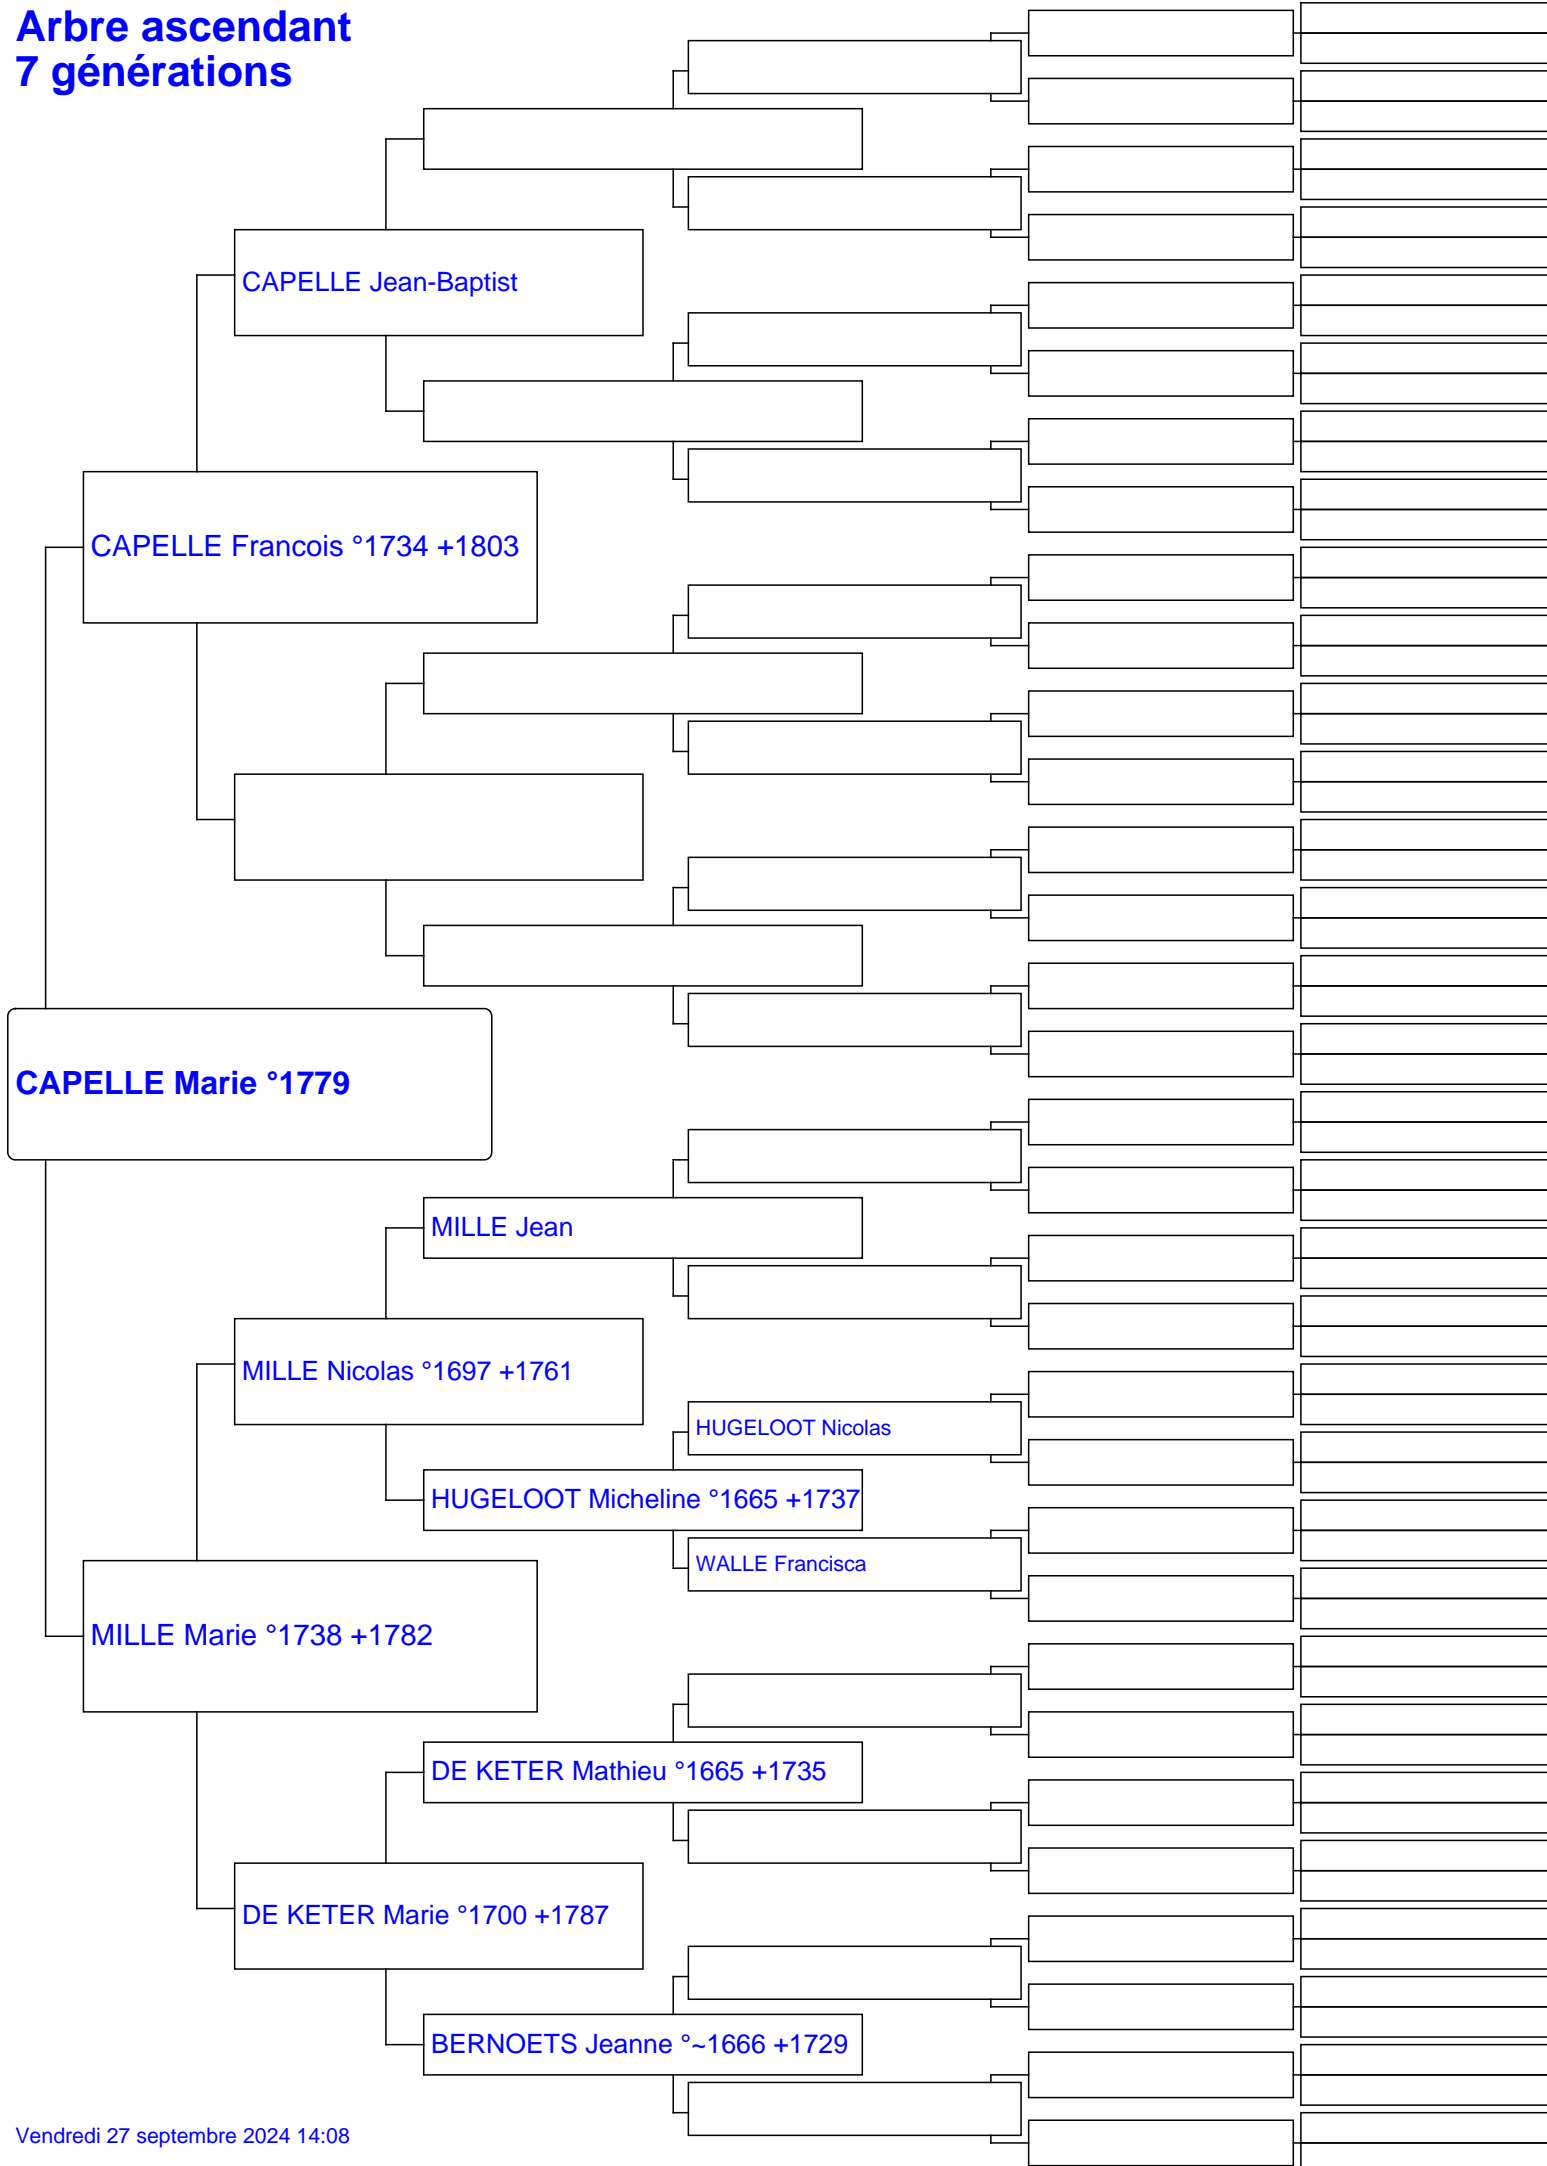 Arbre ascendant
7 générations
CAPELLE Jean-Baptist
CAPELLE Francois °1734 +1803
CAPELLE Marie °1779
MILLE Jean
MILLE Nicolas °1697 +1761
HUGELOOT Nicolas
HUGELOOT Micheline °1665 +1737
WALLE Francisca
MILLE Marie °1738 +1782
DE KETER Mathieu °1665 +1735
DE KETER Marie °1700 +1787
BERNOETS Jeanne °~1666 +1729
Vendredi 27 septembre 2024 14:08